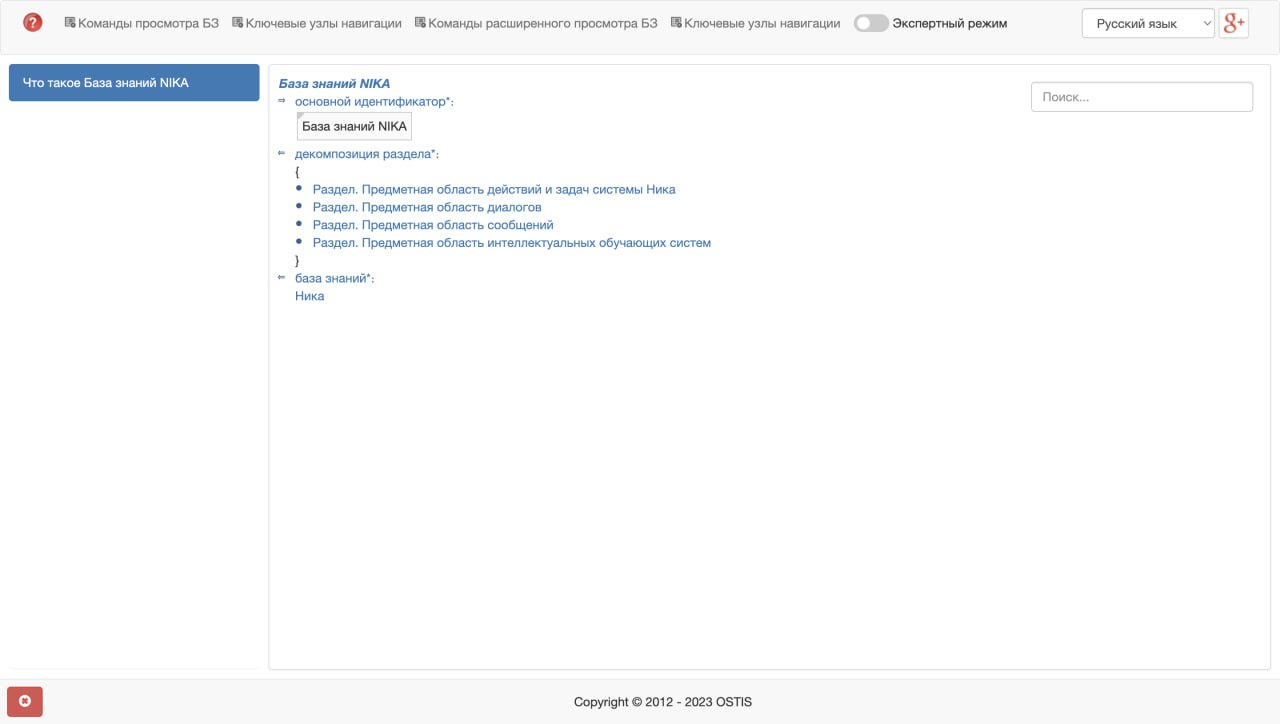 ? Команды просмотра БЗ Ключевые узлы навигации Команды расширенного просмотра БЗ Ключевые узлы навигации Экспертный режим Русский язык g+
Что такое База знаний NIKA
База знаний NIKA
Поиск...
⇒ основной идентификатор*:
База знаний NIKA
⇐ декомпозиция раздела*:
{
• Раздел. Предметная область действий и задач системы Ника
• Раздел. Предметная область диалогов
• Раздел. Предметная область сообщений
• Раздел. Предметная область интеллектуальных обучающих систем
}
⇐ база знаний*:
Ника
Copyright © 2012 - 2023 OSTIS